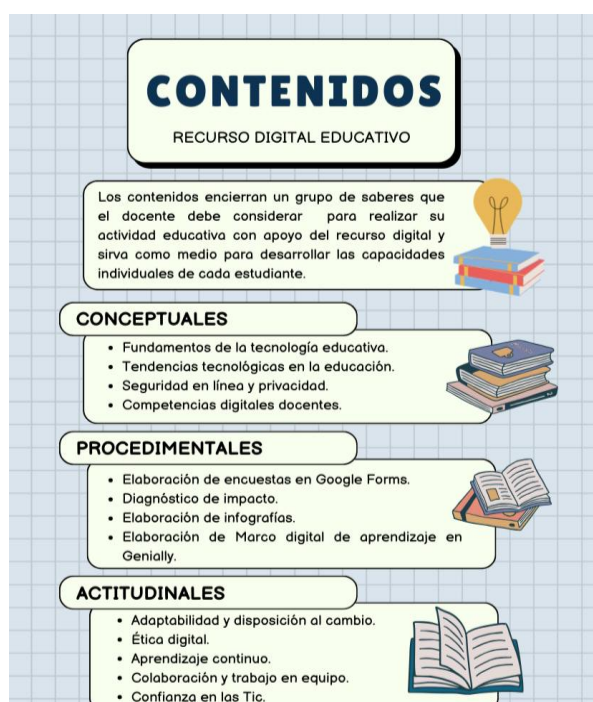 CONTENIDOS
RECURSO DIGITAL EDUCATIVO
Los contenidos encierran un grupo de saberes que
el docente debe considerar para realizar su
actividad educativa con apoyo del recurso digital y
sirva como medio para desarrollar las capacidades
individuales de cada estudiante.
CONCEPTUALES
• Fundamentos de la tecnología educativa.
• Tendencias tecnológicas en la educación.
• Seguridad en línea y privacidad.
• Competencias digitales docentes.
PROCEDIMENTALES
• Elaboración de encuestas en Google Forms.
• Diagnóstico de impacto.
• Elaboración de infografías.
• Elaboración de Marco digital de aprendizaje en
Genially.
ACTITUDINALES
• Adaptabilidad y disposición al cambio.
• Ética digital.
• Aprendizaje continuo.
• Colaboración y trabajo en equipo.
• Confianza en las Tic.